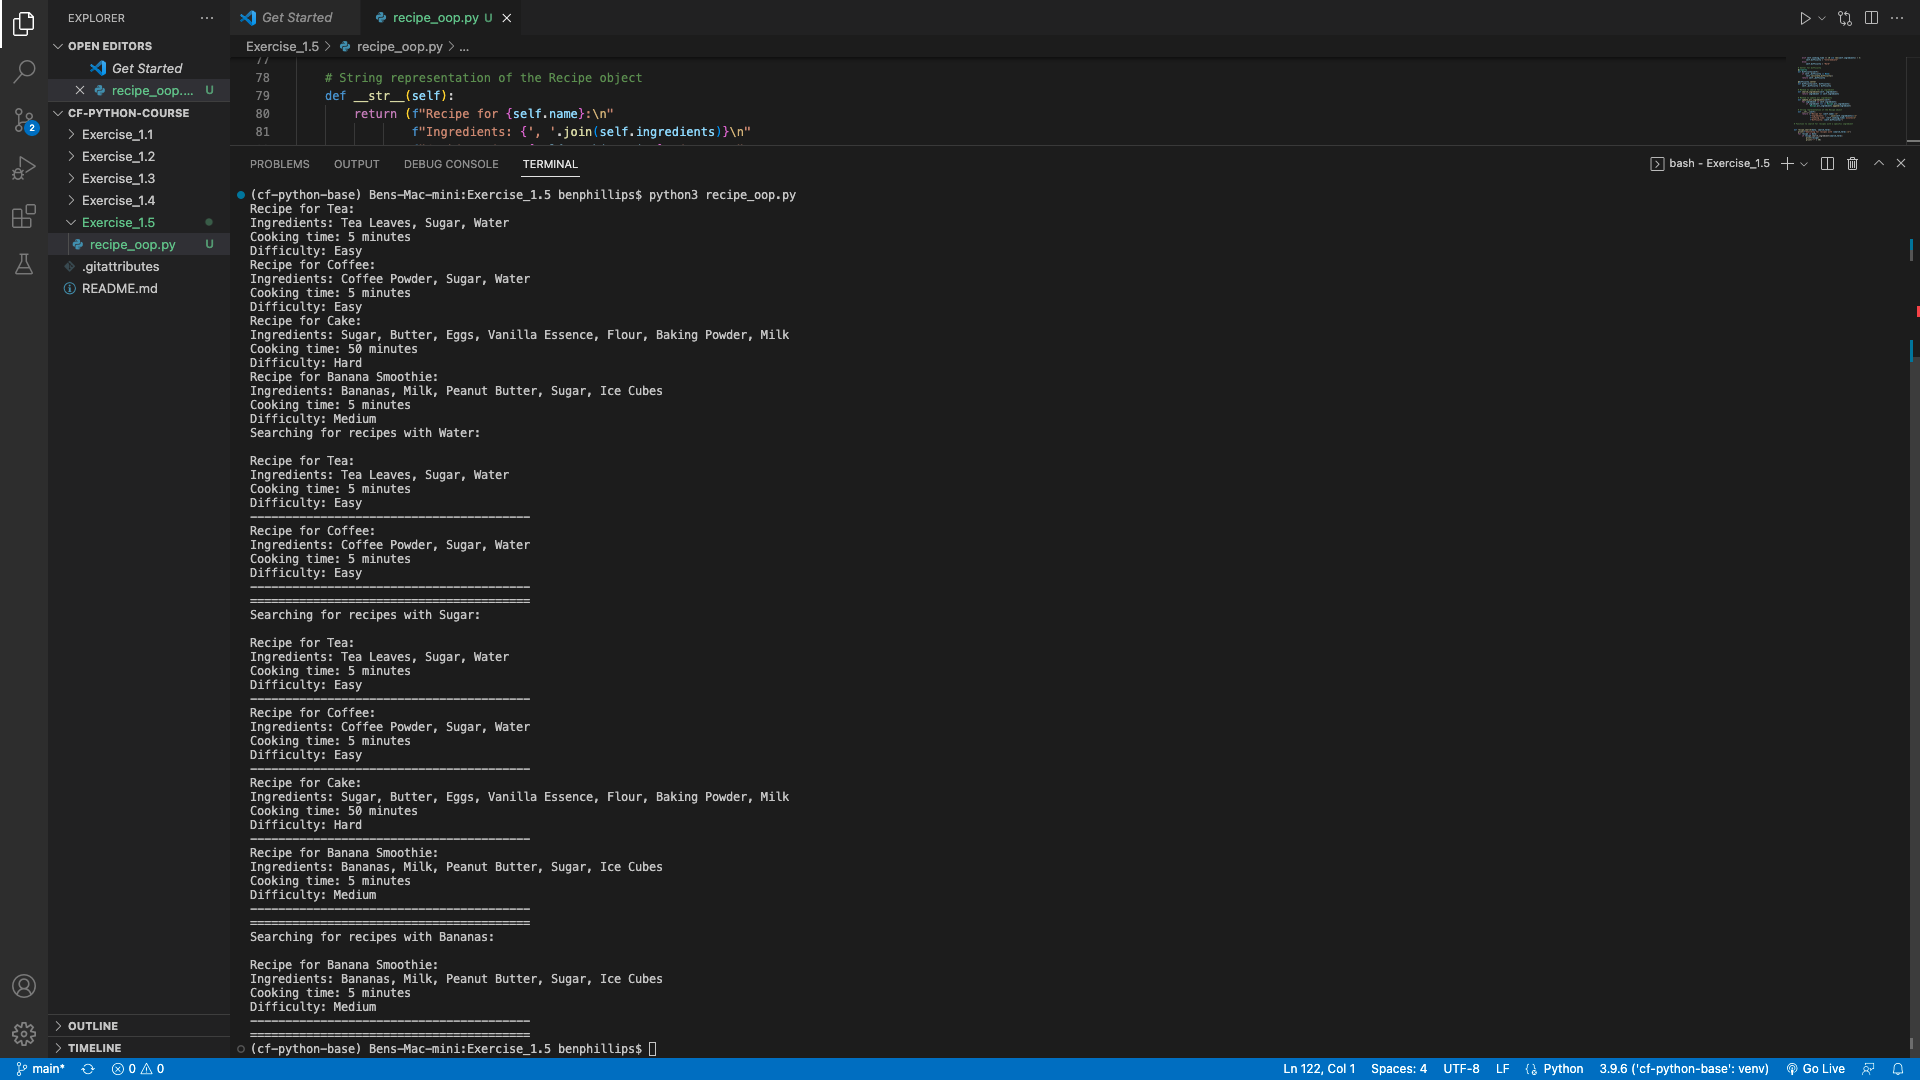 EXPLORER
Get Started
recipe_oop.py U
OPEN EDITORS
Get Started
recipe_oop.... U
CF-PYTHON-COURSE
Exercise_1.1
Exercise_1.2
Exercise_1.3
Exercise_1.4
Exercise_1.5
recipe_oop.py U
.gitattributes
README.md
2
OUTLINE
TIMELINE
Exercise_1.5 > recipe_oop.py > ...
77
78 # String representation of the Recipe object
79 def __str__(self):
80 return (f"Recipe for {self.name}:\n"
81 f"Ingredients: {', '.join(self.ingredients)}\n"
PROBLEMS OUTPUT DEBUG CONSOLE TERMINAL
bash - Exercise_1.5
(cf-python-base) Bens-Mac-mini:Exercise_1.5 benphillips$ python3 recipe_oop.py
Recipe for Tea:
Ingredients: Tea Leaves, Sugar, Water
Cooking time: 5 minutes
Difficulty: Easy
Recipe for Coffee:
Ingredients: Coffee Powder, Sugar, Water
Cooking time: 5 minutes
Difficulty: Easy
Recipe for Cake:
Ingredients: Sugar, Butter, Eggs, Vanilla Essence, Flour, Baking Powder, Milk
Cooking time: 50 minutes
Difficulty: Hard
Recipe for Banana Smoothie:
Ingredients: Bananas, Milk, Peanut Butter, Sugar, Ice Cubes
Cooking time: 5 minutes
Difficulty: Medium
Searching for recipes with Water:
Recipe for Tea:
Ingredients: Tea Leaves, Sugar, Water
Cooking time: 5 minutes
Difficulty: Easy
----------------------------------------
Recipe for Coffee:
Ingredients: Coffee Powder, Sugar, Water
Cooking time: 5 minutes
Difficulty: Easy
----------------------------------------
========================================
Searching for recipes with Sugar:
Recipe for Tea:
Ingredients: Tea Leaves, Sugar, Water
Cooking time: 5 minutes
Difficulty: Easy
----------------------------------------
Recipe for Coffee:
Ingredients: Coffee Powder, Sugar, Water
Cooking time: 5 minutes
Difficulty: Easy
----------------------------------------
Recipe for Cake:
Ingredients: Sugar, Butter, Eggs, Vanilla Essence, Flour, Baking Powder, Milk
Cooking time: 50 minutes
Difficulty: Hard
----------------------------------------
Recipe for Banana Smoothie:
Ingredients: Bananas, Milk, Peanut Butter, Sugar, Ice Cubes
Cooking time: 5 minutes
Difficulty: Medium
----------------------------------------
========================================
Searching for recipes with Bananas:
Recipe for Banana Smoothie:
Ingredients: Bananas, Milk, Peanut Butter, Sugar, Ice Cubes
Cooking time: 5 minutes
Difficulty: Medium
----------------------------------------
========================================
(cf-python-base) Bens-Mac-mini:Exercise_1.5 benphillips$
main* 0 0 Ln 122, Col 1 Spaces: 4 UTF-8 LF Python 3.9.6 ('cf-python-base': venv) Go Live